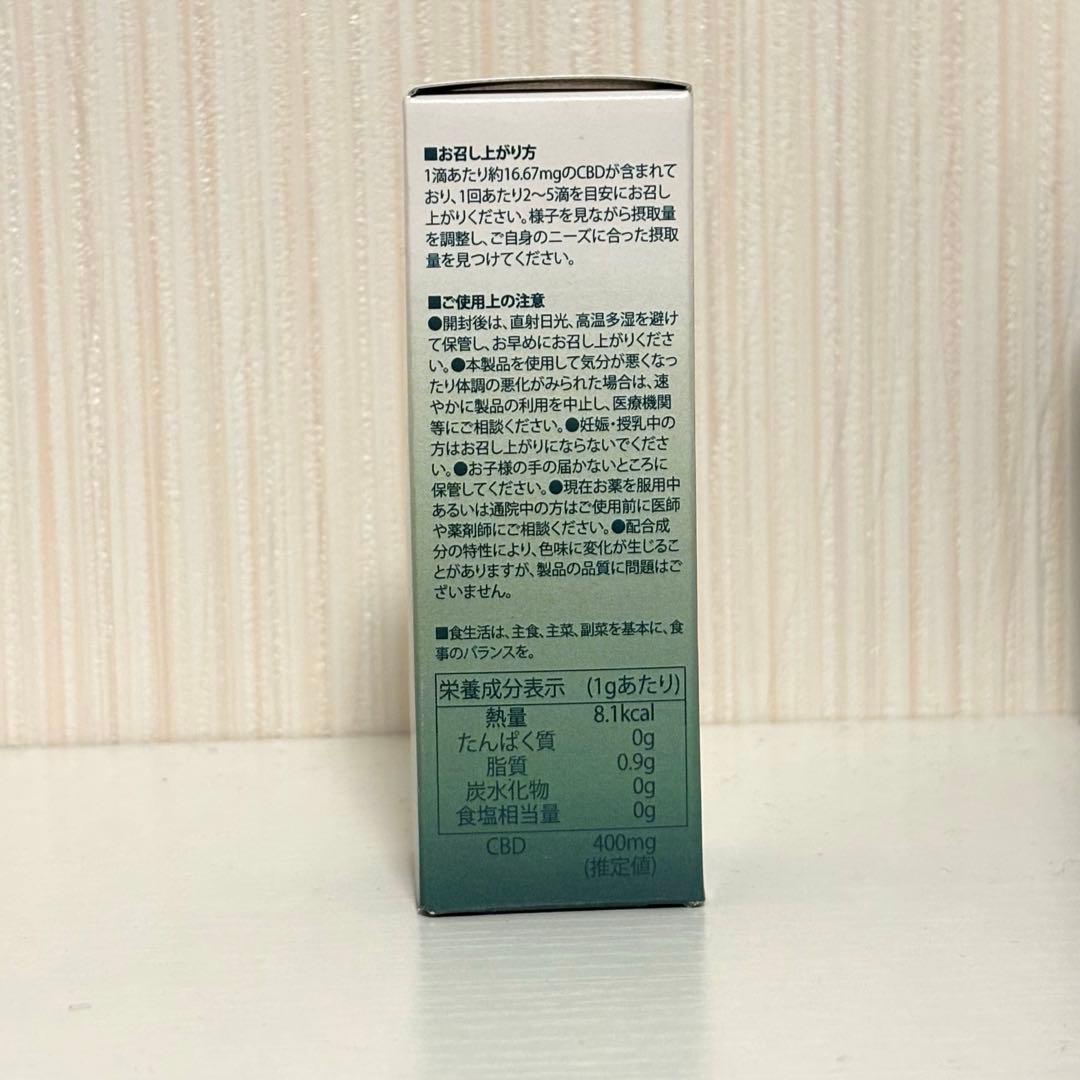 ■お召し上がり方
1滴あたり約16.67mgのCBDが含まれて
おり、1回あたり2〜5滴を目安にお召し
上がりください。様子を見ながら摂取量
を調整し、ご自身のニーズに合った摂取
量を見つけてください。
■ご使用上の注意
●開封後は、直射日光、高温多湿を避け
て保管し、お早めにお召し上がりくださ
い。●本製品を使用して気分が悪くなっ
たり体調の悪化がみられた場合は、速
やかに製品の利用を中止し、医療機関
等にご相談ください。●妊娠・授乳中の
方はお召し上がりにならないでくださ
い。●お子様の手の届かないところに
保管してください。●現在お薬を服用中
あるいは通院中の方はご使用前に医師
や薬剤師にご相談ください。●配合成
分の特性により、色味に変化が生じるこ
とがありますが、製品の品質に問題はご
ざいません。
■食生活は、主食、主菜、副菜を基本に、食
事のバランスを。
栄養成分表示 (1gあたり)
熱量 8.1kcal
たんぱく質 0g
脂質 0.9g
炭水化物 0g
食塩相当量 0g
CBD 400mg
(推定値)